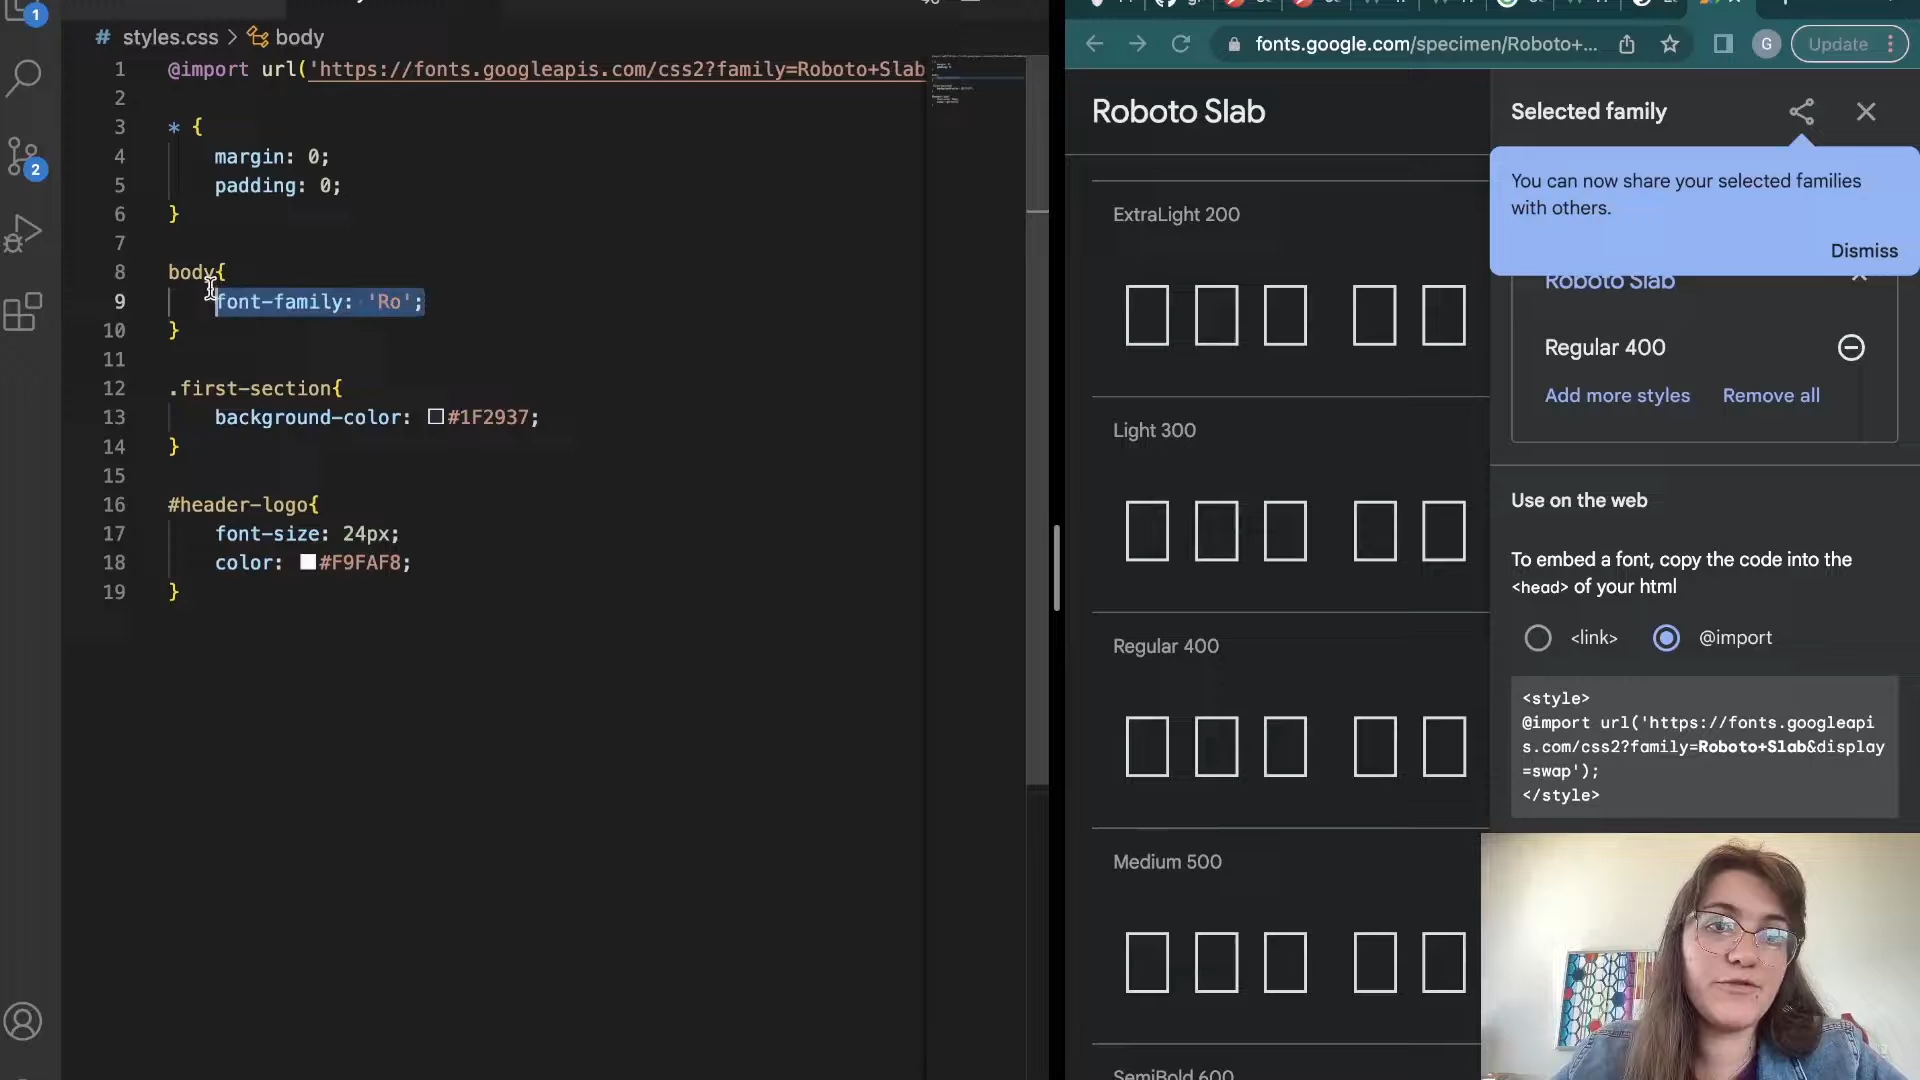 1
# styles.css > body
1 @import url('https://fonts.googleapis.com/css2?family=Roboto+Slab
2
3 * {
4 margin: 0;
5 padding: 0;
6 }
7
8 body{
9 font-family: 'Ro';
10 }
11
12 .first-section{
13 background-color: #1F2937;
14 }
15
16 #header-logo{
17 font-size: 24px;
18 color: #F9FAF8;
19 }
2
fonts.google.com/specimen/Roboto+...
G
Update
Roboto Slab
ExtraLight 200
Light 300
Regular 400
Medium 500
SemiBold 600
Selected family
You can now share your selected families
with others.
Dismiss
Roboto Slab
Regular 400
Add more styles
Remove all
Use on the web
To embed a font, copy the code into the
<head> of your html
<link>
@import
<style>
@import url('https://fonts.googleapi
s.com/css2?family=Roboto+Slab&display
=swap');
</style>